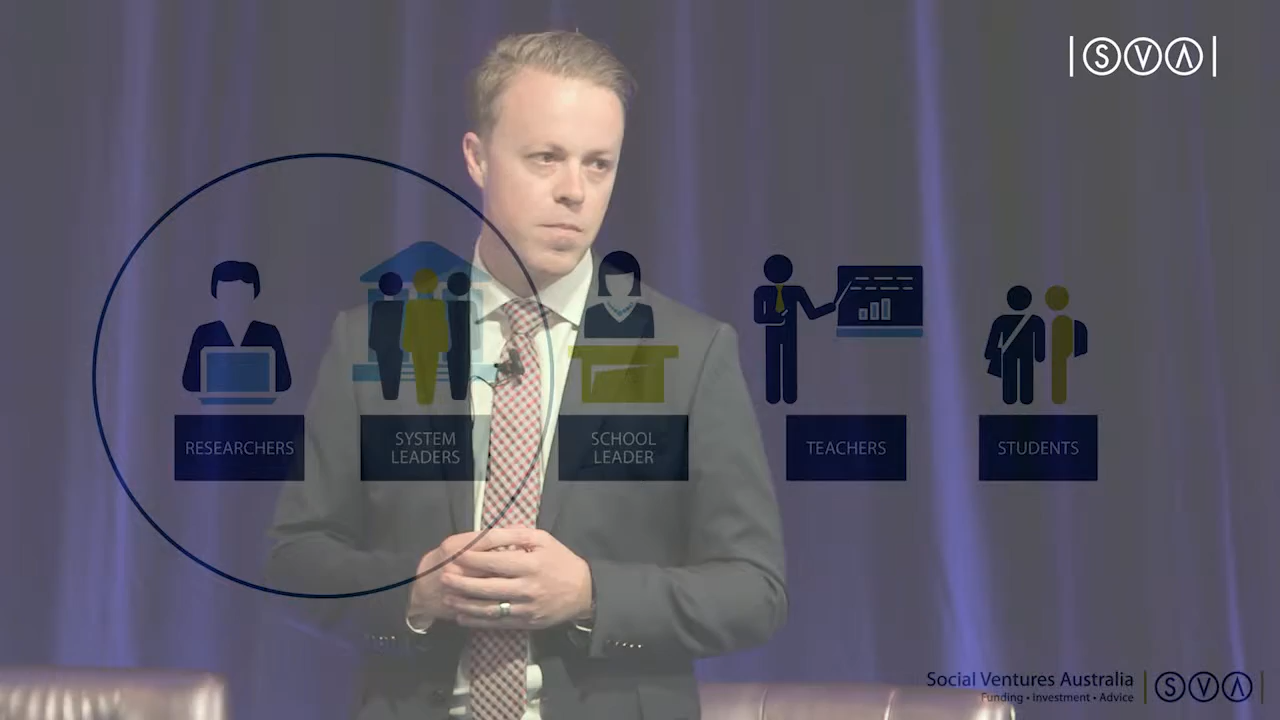 |SVA|
RESEARCHERS
SYSTEM
LEADERS
SCHOOL
LEADER
TEACHERS
STUDENTS
Social Ventures Australia
Funding • Investment • Advice
SVA